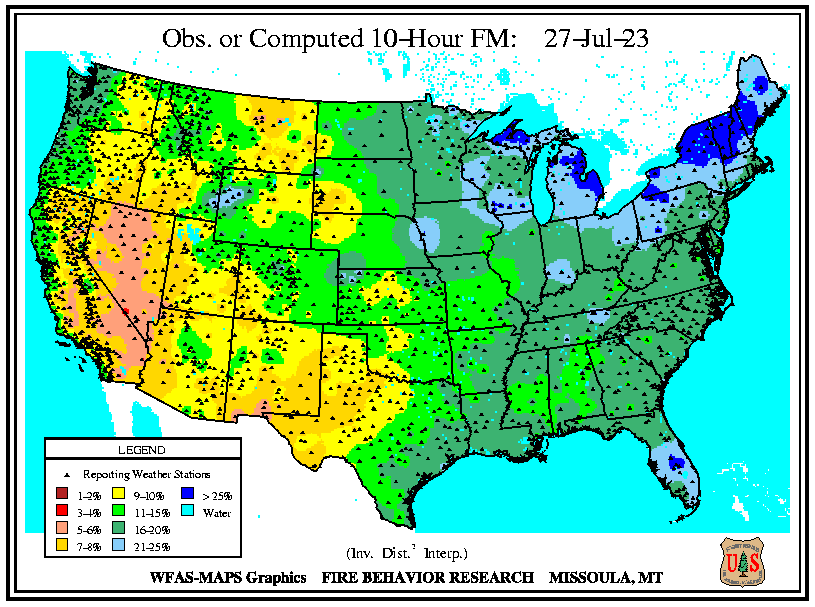 Obs. or Computed 10-Hour FM: 27-Jul-23
LEGEND
Reporting Weather Stations
1-2% 9-10% > 25%
3-4% 11-15% Water
5-6% 16-20%
7-8% 21-25%
(Inv. Dist.² Interp.)
WFAS-MAPS Graphics FIRE BEHAVIOR RESEARCH MISSOULA, MT
U S